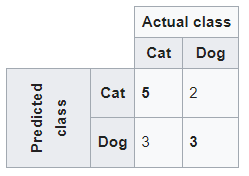 Actual class
Cat Dog
Predicted
class
Cat 5 2
Dog 3 3